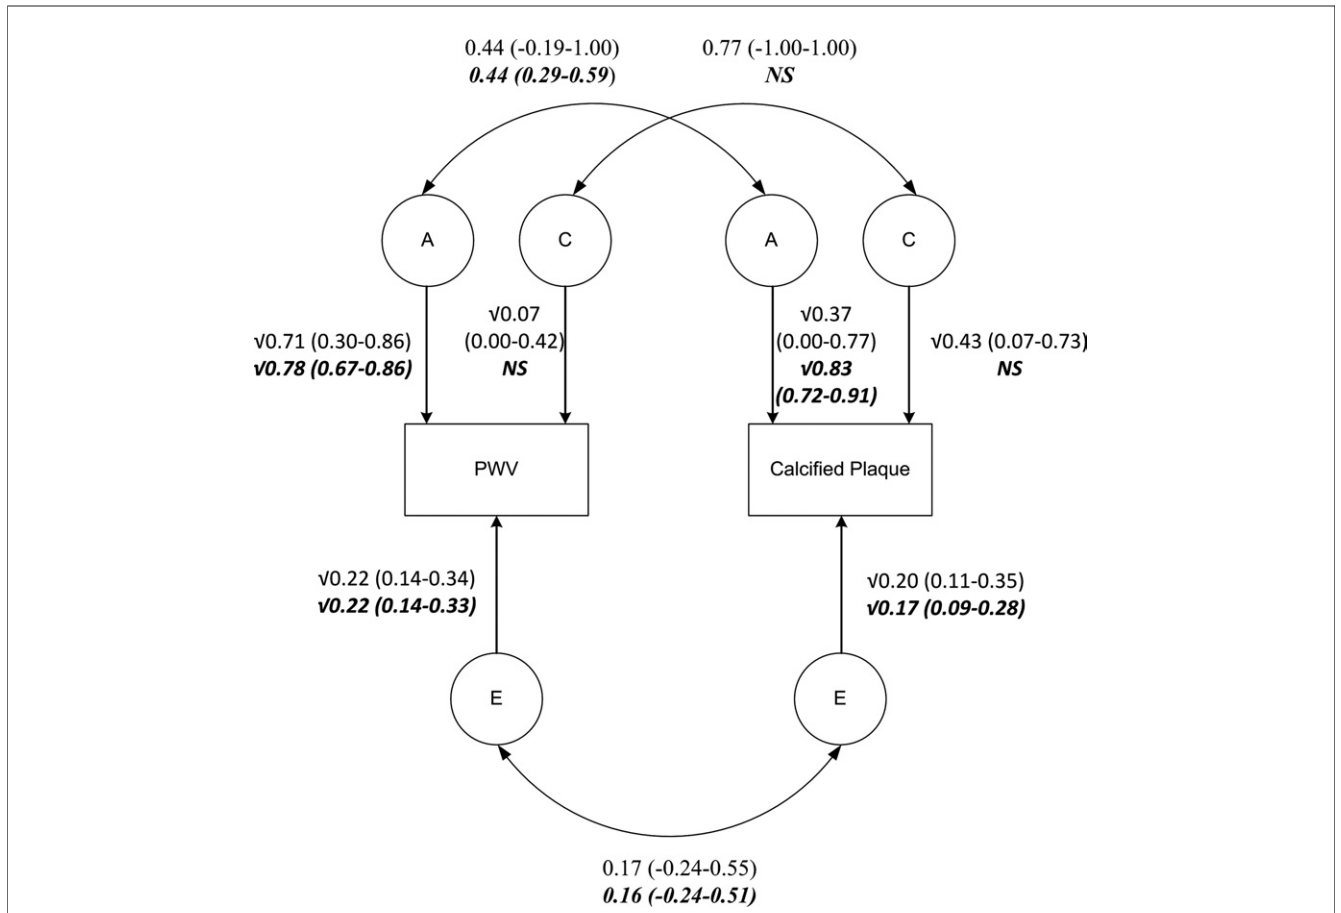 0.44 (-0.19-1.00)
0.44 (0.29-0.59)
0.77 (-1.00-1.00)
NS
A
C
A
C
√0.71 (0.30-0.86)
√0.78 (0.67-0.86)
√0.07
(0.00-0.42)
NS
√0.37
(0.00-0.77)
√0.83
(0.72-0.91)
√0.43 (0.07-0.73)
NS
PWV
Calcified Plaque
√0.22 (0.14-0.34)
√0.22 (0.14-0.33)
√0.20 (0.11-0.35)
√0.17 (0.09-0.28)
E
E
0.17 (-0.24-0.55)
0.16 (-0.24-0.51)